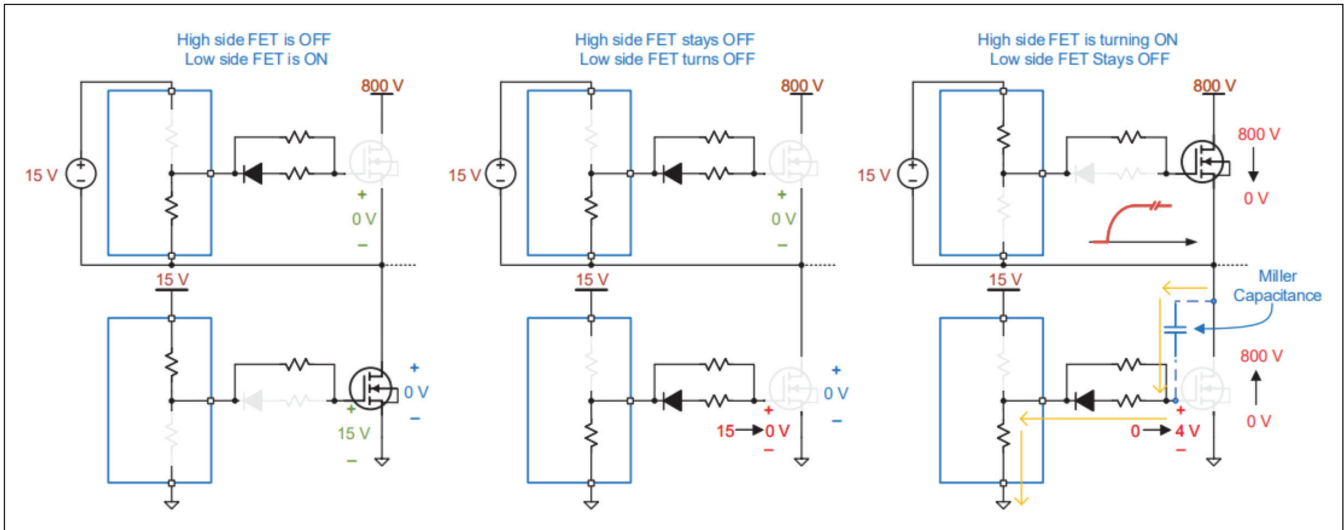 High side FET is OFF
Low side FET is ON
800 V
15 V
+
−
+
0 V
−
15 V
+
0 V
−
+
15 V
−
High side FET stays OFF
Low side FET turns OFF
800 V
15 V
+
−
+
0 V
−
15 V
+
0 V
−
+
15 0 V
−
High side FET is turning ON
Low side FET Stays OFF
800 V
15 V
+
−
800 V
0 V
15 V
Miller
Capacitance
800 V
0 V
+
0 4 V
−